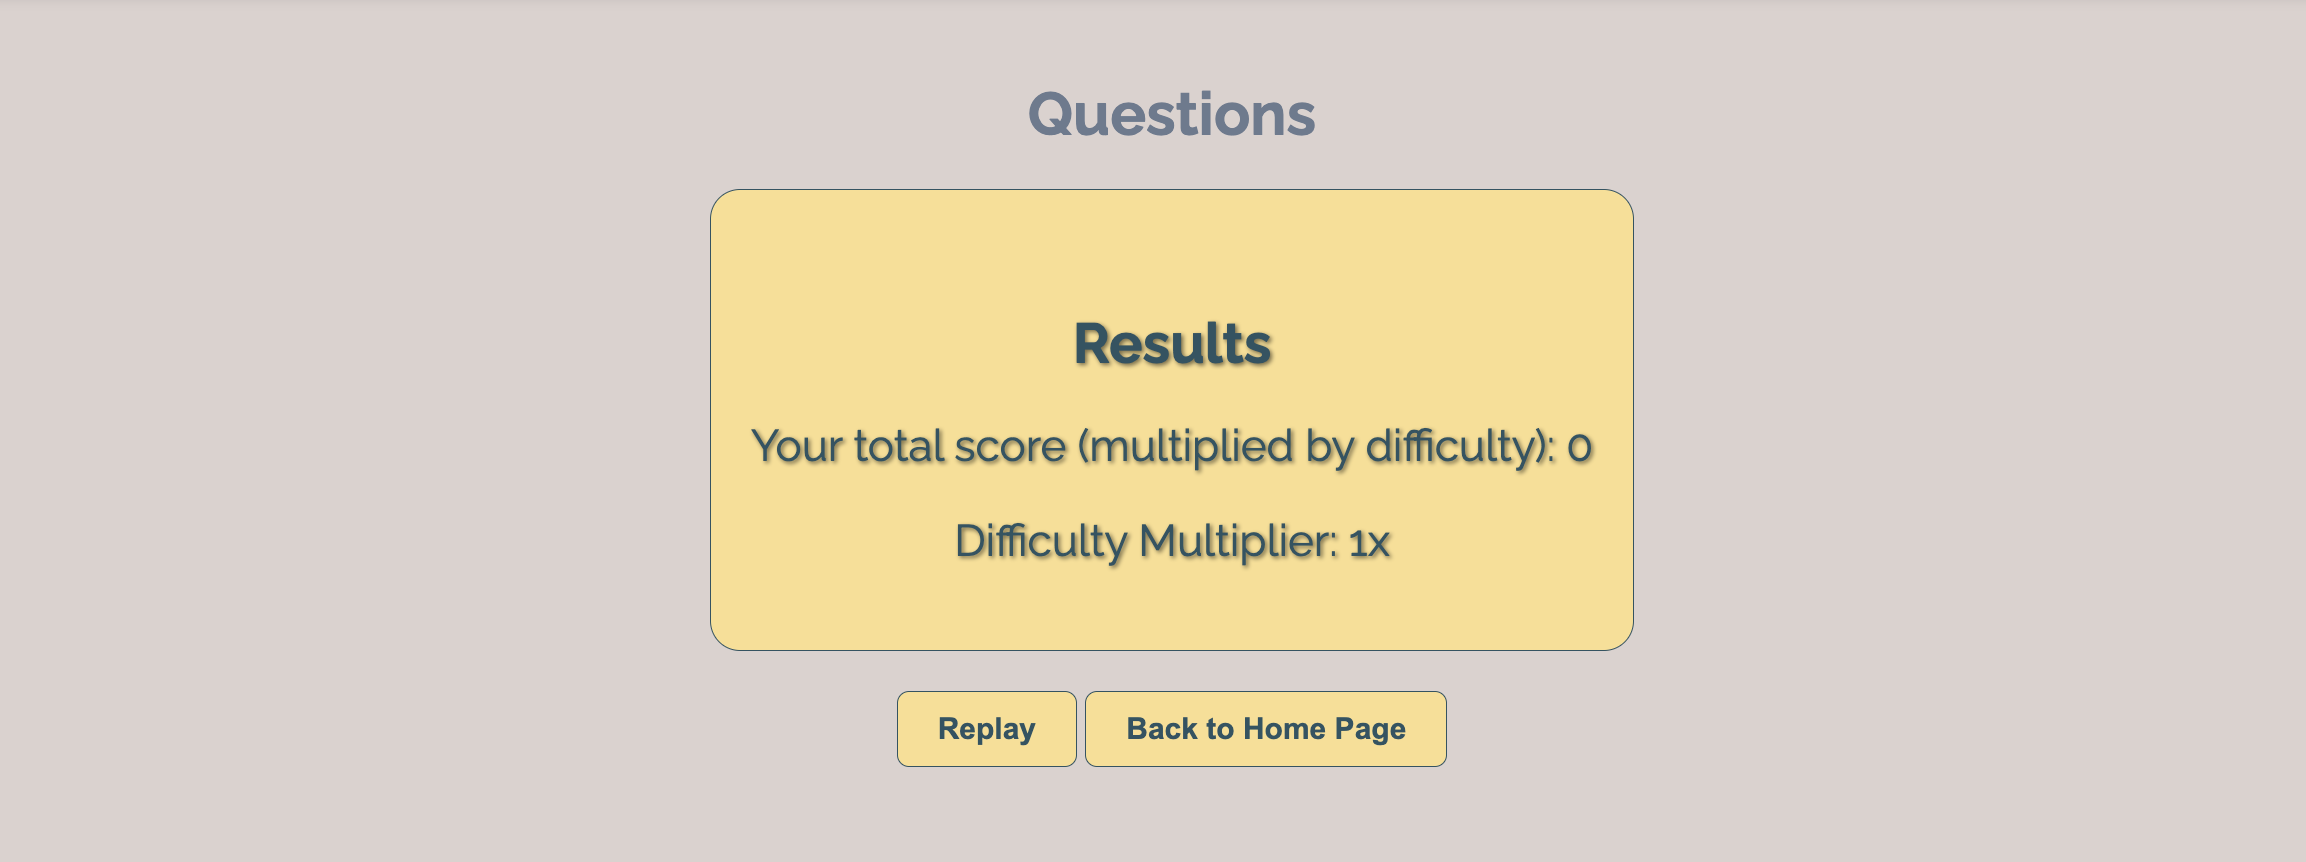 Questions
Results
Your total score (multiplied by difficulty): 0
Difficulty Multiplier: 1x
Replay
Back to Home Page